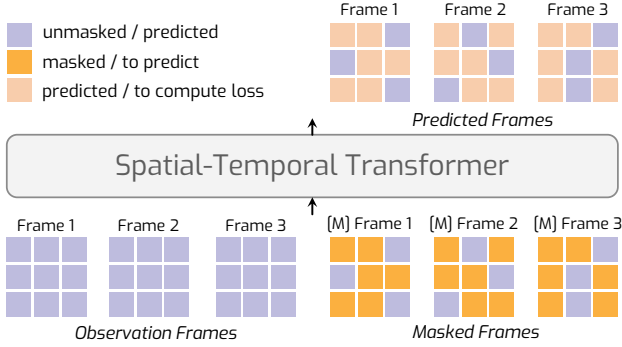 unmasked / predicted
masked / to predict
predicted / to compute loss
Frame 1 Frame 2 Frame 3
Predicted Frames
Spatial-Temporal Transformer
Frame 1 Frame 2 Frame 3
Observation Frames
[M] Frame 1 [M] Frame 2 [M] Frame 3
Masked Frames